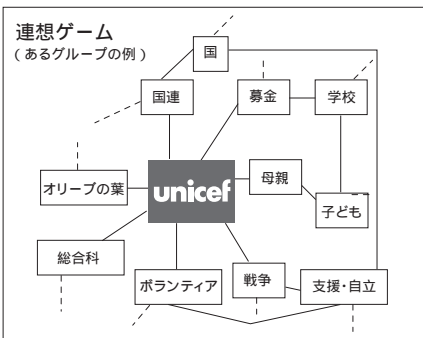 連想ゲーム
(あるグループの例)
国
国連
募金
学校
オリーブの葉
unicef
母親
子ども
総合科
ボランティア
戦争
支援・自立